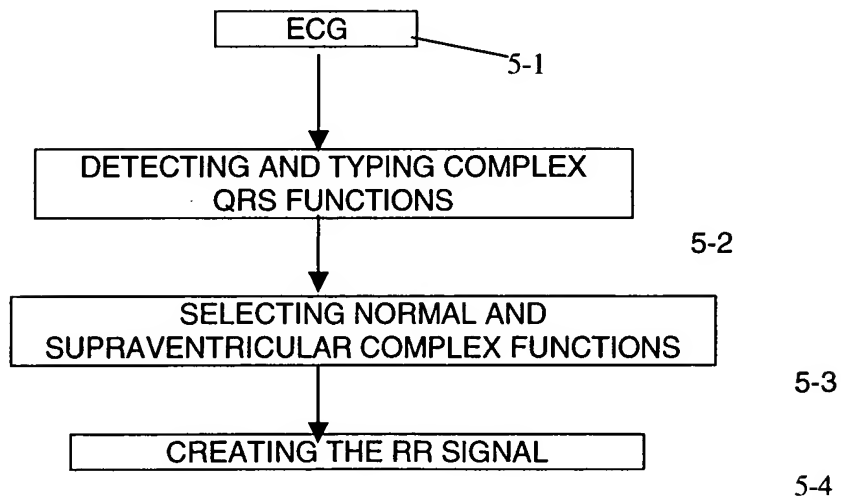 ECG
5-1
DETECTING AND TYPING COMPLEX
QRS FUNCTIONS
5-2
SELECTING NORMAL AND
SUPRAVENTRICULAR COMPLEX FUNCTIONS
5-3
CREATING THE RR SIGNAL
5-4